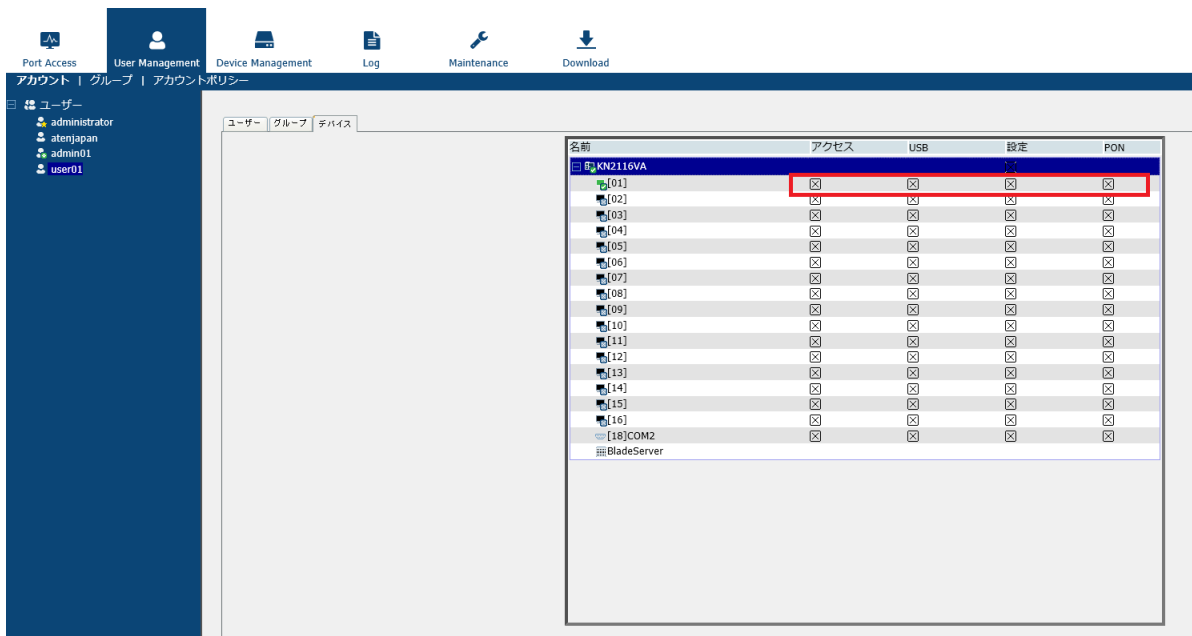 Port Access User Management Device Management Log Maintenance Download
アカウント | グループ | アカウントポリシー
ユーザー
administrator
atenjapan
admin01
user01
ユーザー グループ デバイス
名前 アクセス USB 設定 PON
KN2116VA
[01]
[02]
[03]
[04]
[05]
[06]
[07]
[08]
[09]
[10]
[11]
[12]
[13]
[14]
[15]
[16]
[18]COM2
BladeServer